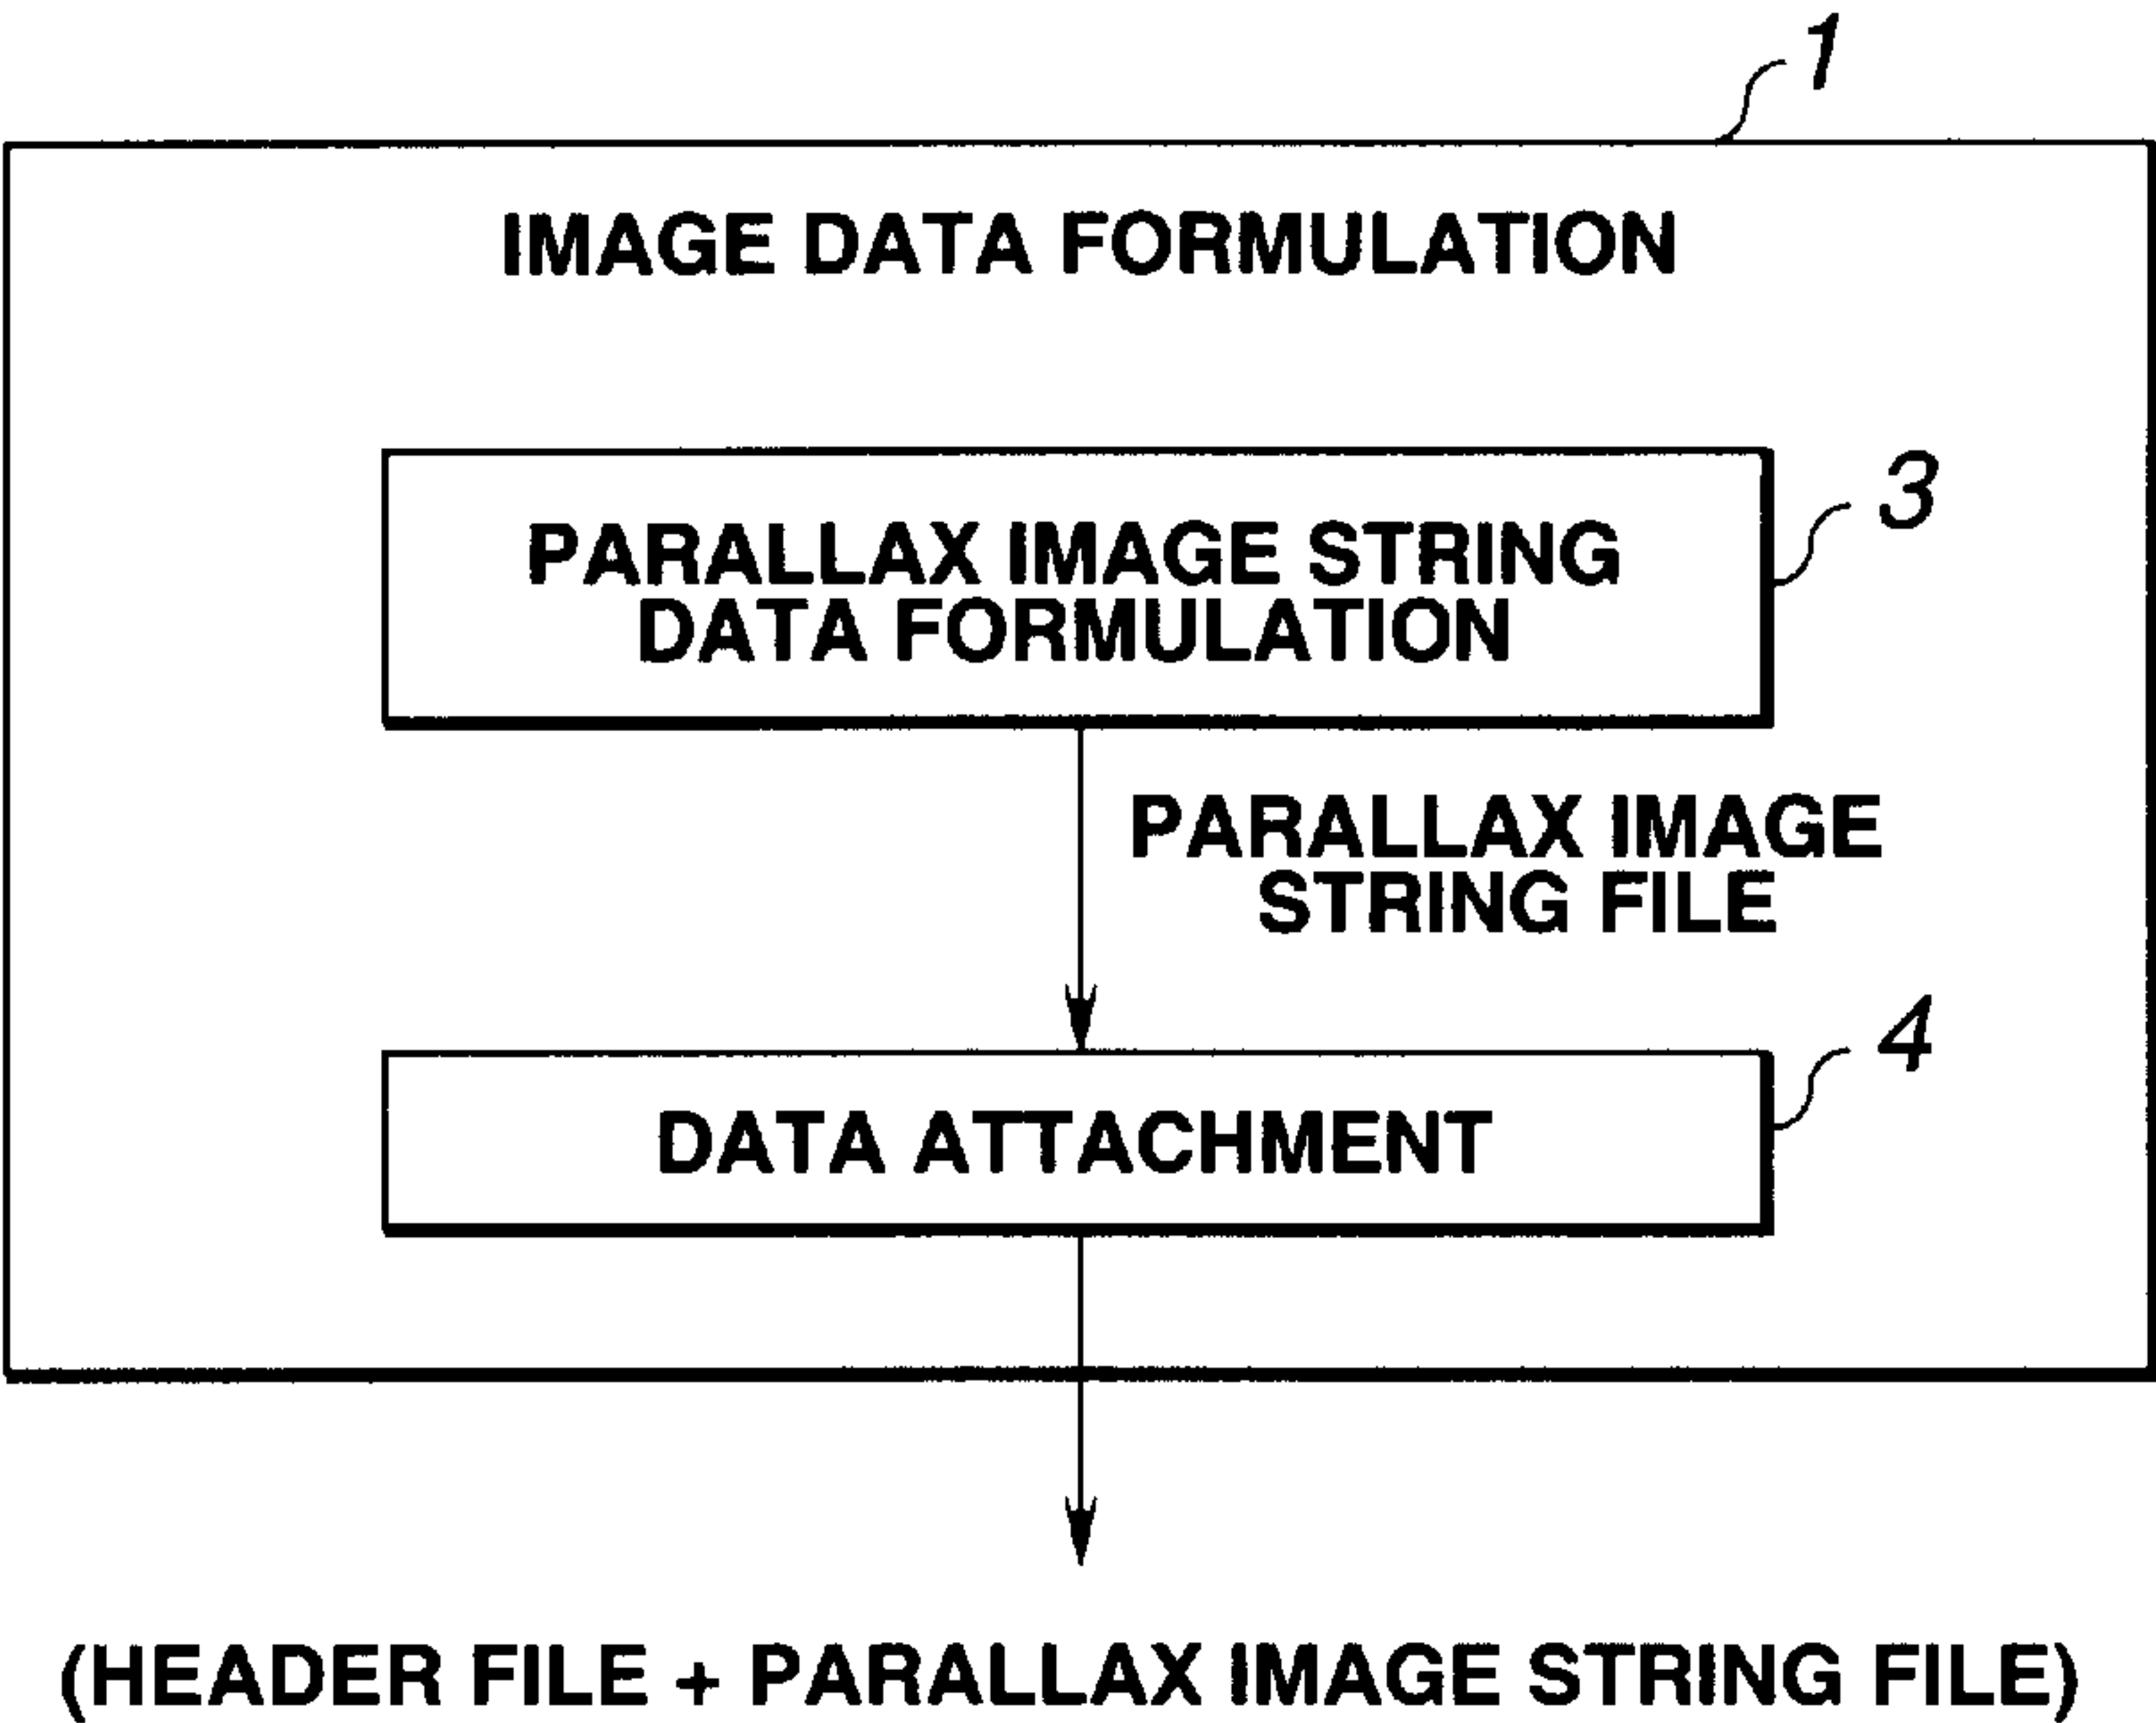 1
IMAGE DATA FORMULATION
3
PARALLAX IMAGE STRING
DATA FORMULATION
PARALLAX IMAGE
STRING FILE
4
DATA ATTACHMENT
(HEADER FILE + PARALLAX IMAGE STRING FILE)